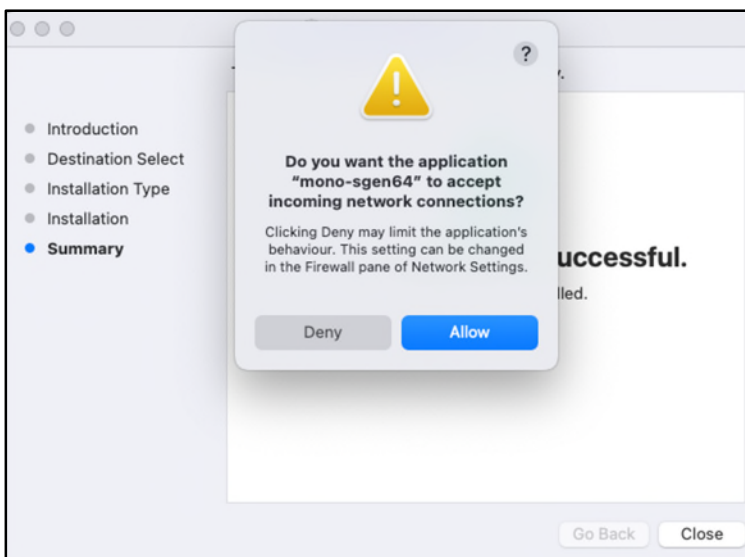 ?
Do you want the application
“mono-sgen64” to accept
incoming network connections?
Clicking Deny may limit the application's
behaviour. This setting can be changed
in the Firewall pane of Network Settings.
Deny
Allow
Introduction
Destination Select
Installation Type
Installation
Summary
uccessful.
lled.
Go Back
Close